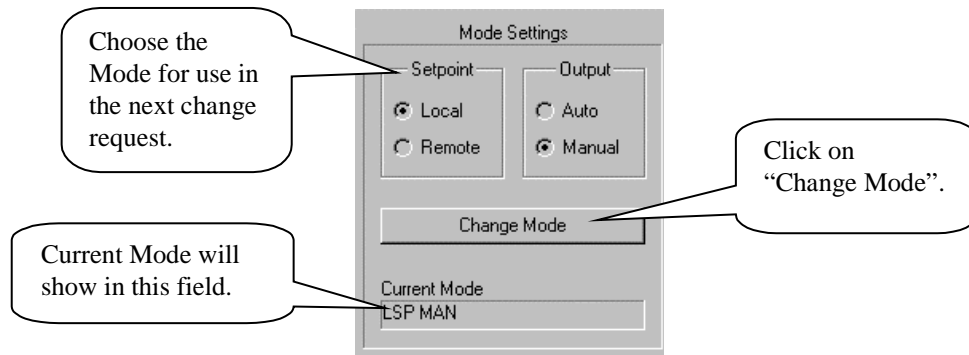 Choose the
Mode for use in
the next change
request.
Mode Settings
Setpoint
Local
Remote
Output
Auto
Manual
Change Mode
Click on
“Change Mode”.
Current Mode will
show in this field.
Current Mode
LSP MAN